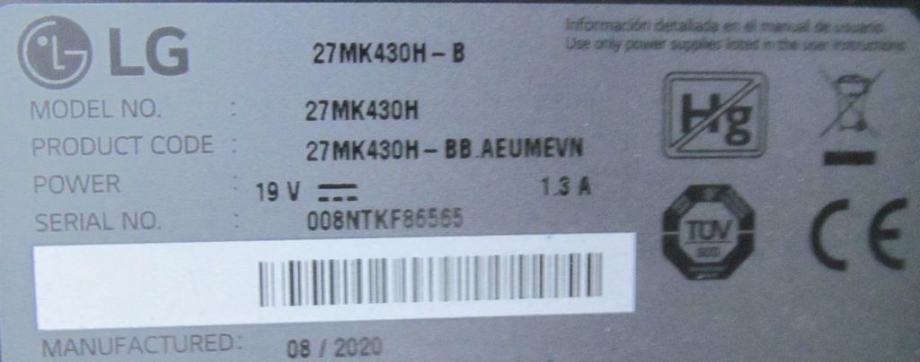 LG
27MK430H – B
Información detallada en el manual de usuario.
Use only power supplies listed in the user instructions
MODEL NO. : 27MK430H
PRODUCT CODE : 27MK430H – BB.AEUMEVN
POWER : 19 V 1.3 A
SERIAL NO. : 008NTKF86565
Hg
TÜV
CE
MANUFACTURED: 08 / 2020